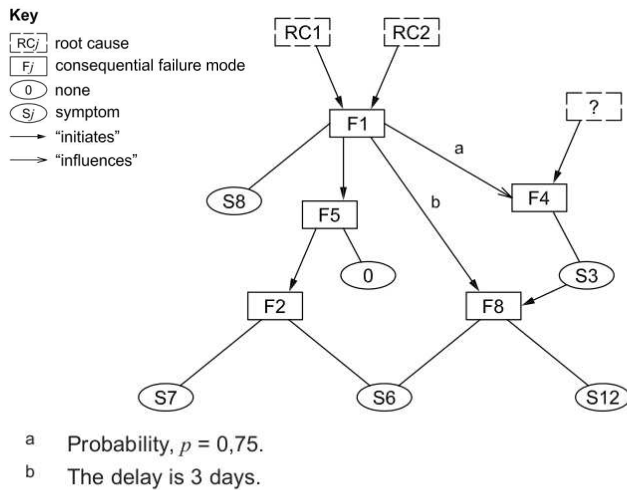 Key
RCj root cause
Fj consequential failure mode
0 none
Sj symptom
"initiates"
"influences"
RC1
RC2
?
F1
a
F4
b
S8
F5
0
S3
F2
F8
S7
S6
S12
a Probability, p = 0,75.
b The delay is 3 days.